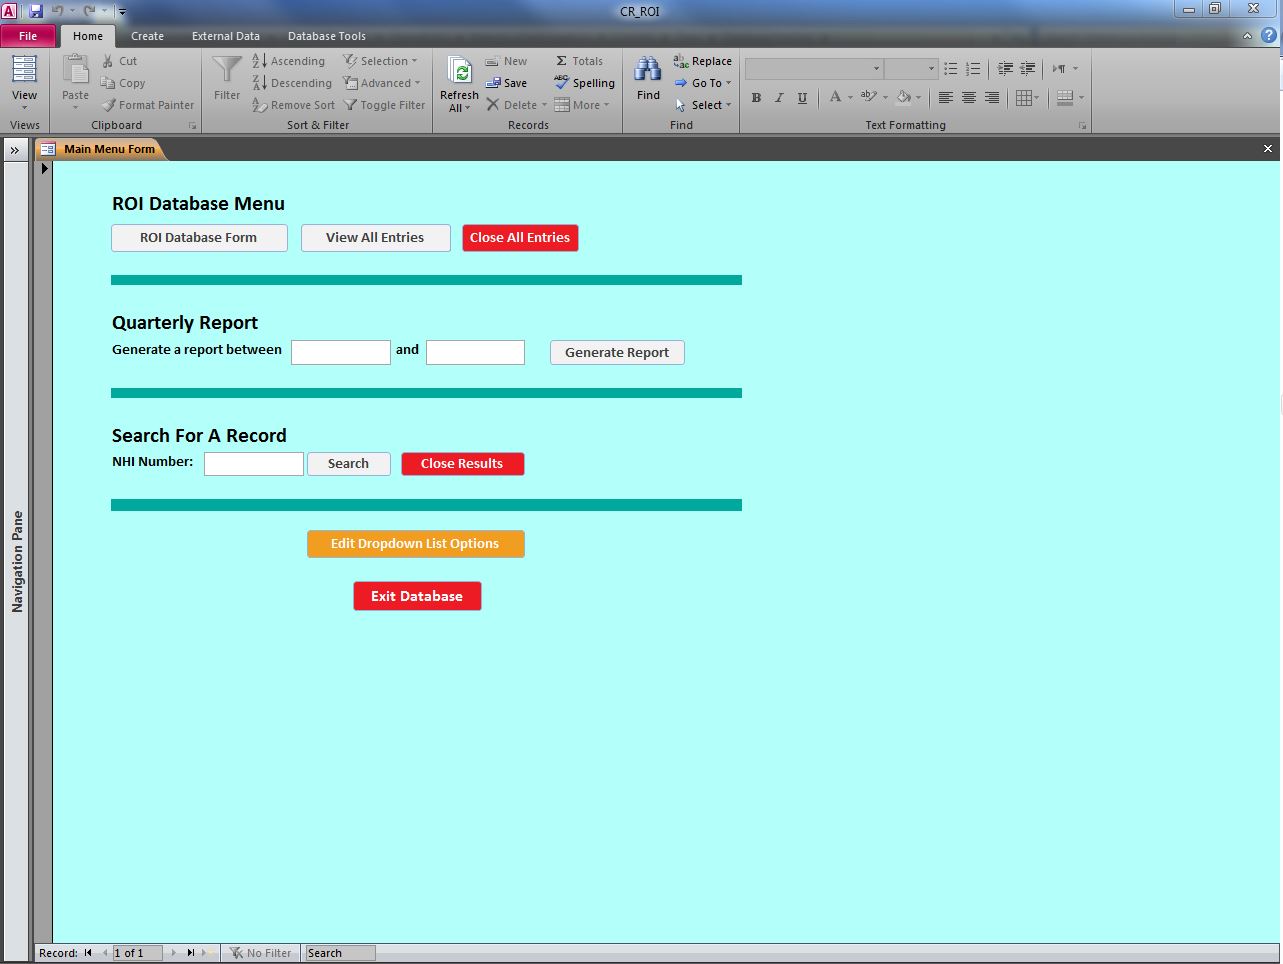 CR_ROI
File Home Create External Data Database Tools
View Paste Cut Copy Format Painter
Filter Ascending Descending Remove Sort Selection Advanced Toggle Filter
Refresh All New Save Delete Totals Spelling More
Find Replace Go To Select
B I U A ab
Views Clipboard Sort & Filter Records Find Text Formatting
Main Menu Form
Navigation Pane
ROI Database Menu
ROI Database Form View All Entries Close All Entries
Quarterly Report
Generate a report between and Generate Report
Search For A Record
NHI Number: Search Close Results
Edit Dropdown List Options
Exit Database
Record: 1 of 1 No Filter Search